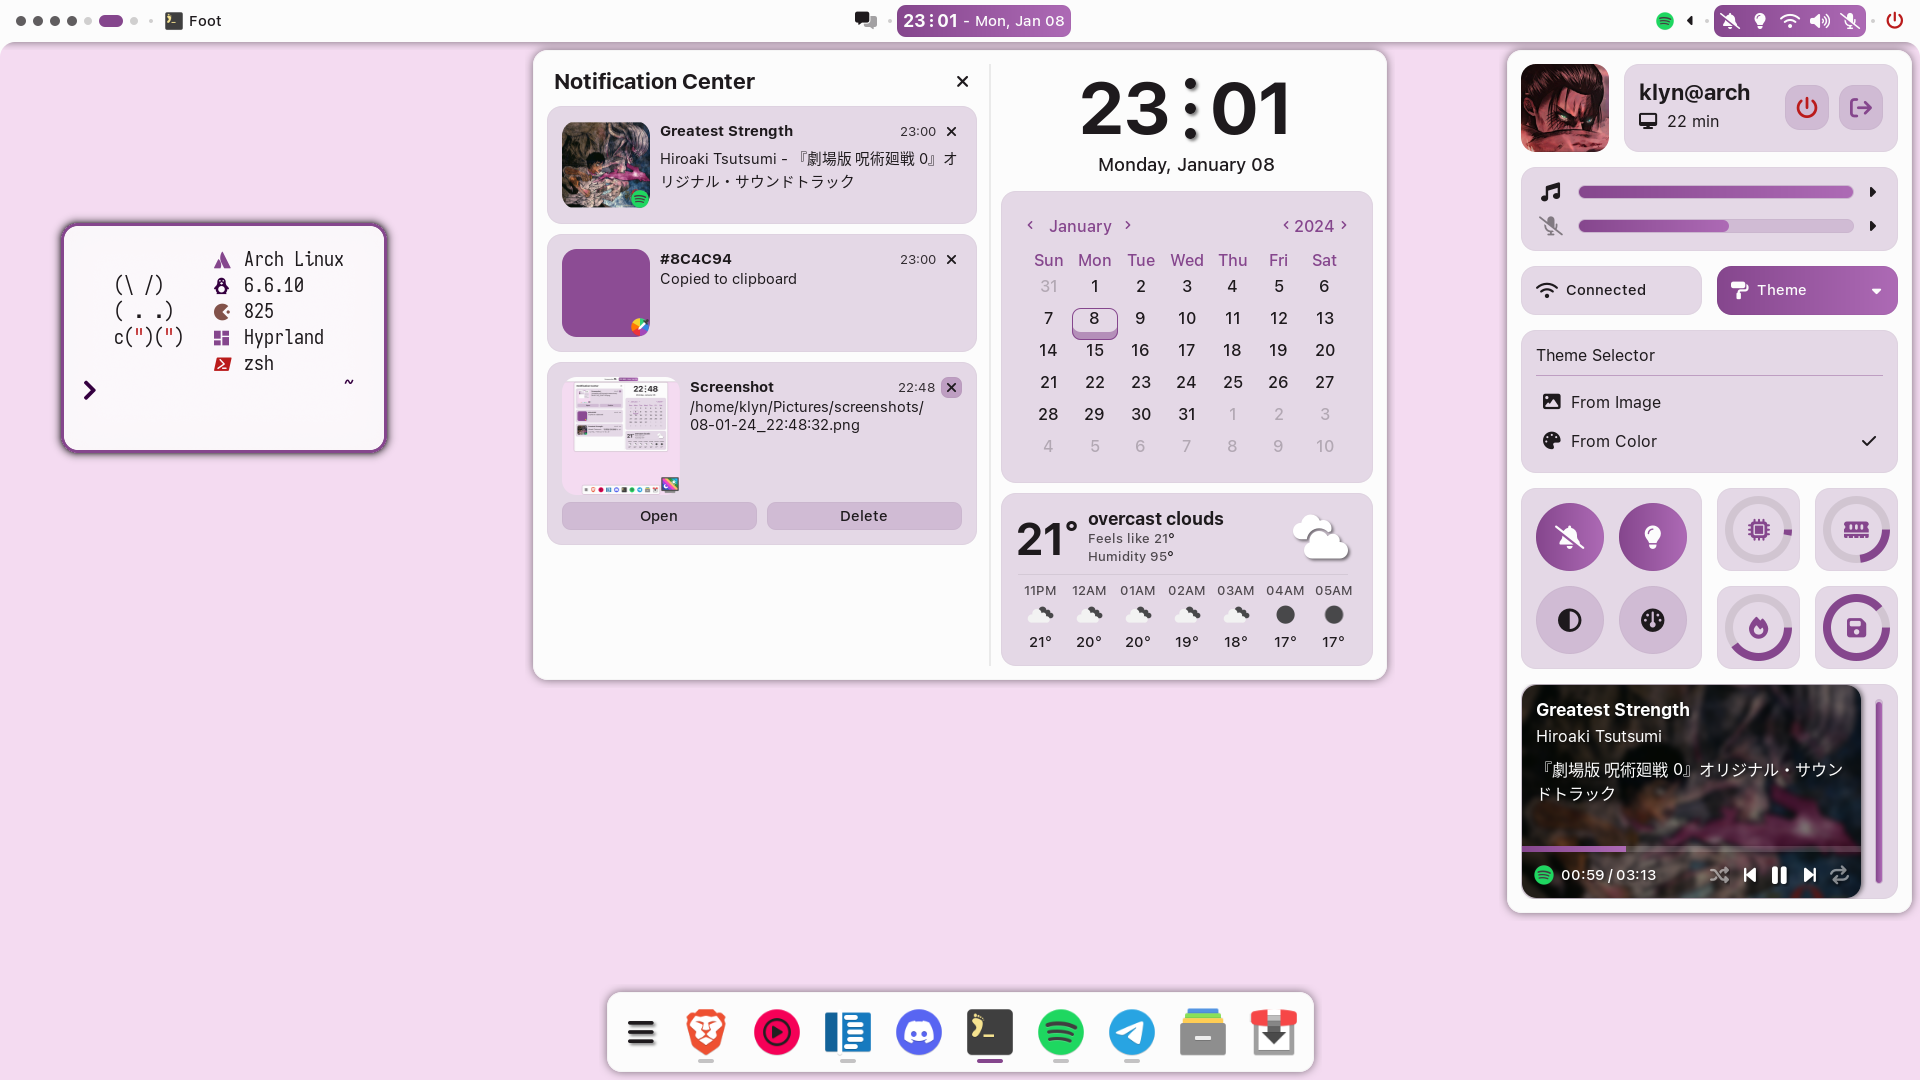 Foot
23:01 - Mon, Jan 08
(\ /)
( . .)
c(")(")
Arch Linux
6.6.10
825
Hyprland
zsh
~
Notification Center
Greatest Strength
23:00
Hiroaki Tsutsumi - 『劇場版 呪術廻戦 0』オ
リジナル・サウンドトラック
#8C4C94
23:00
Copied to clipboard
22:48
Screenshot
22:48
/home/klyn/Pictures/screenshots/
08-01-24_22:48:32.png
Open
Delete
23:01
Monday, January 08
January
2024
Sun Mon Tue Wed Thu Fri Sat
31 1 2 3 4 5 6
7 8 9 10 11 12 13
14 15 16 17 18 19 20
21 22 23 24 25 26 27
28 29 30 31 1 2 3
4 5 6 7 8 9 10
21°
overcast clouds
Feels like 21°
Humidity 95°
11PM 12AM 01AM 02AM 03AM 04AM 05AM
21° 20° 20° 19° 18° 17° 17°
klyn@arch
22 min
Connected
Theme
Theme Selector
From Image
From Color
Greatest Strength
Hiroaki Tsutsumi
『劇場版 呪術廻戦 0』オリジナル・サウン
ドトラック
00:59 / 03:13